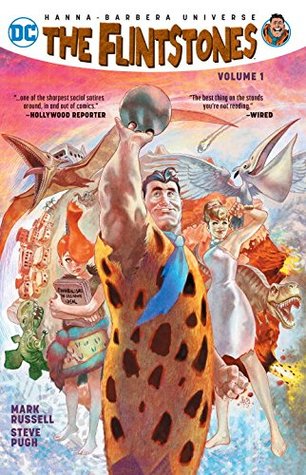 DC
HANNA-BARBERA UNIVERSE
THE FLINTSTONES
VOLUME 1
"...one of the sharpest social satires
around, in and out of comics."
—HOLLYWOOD REPORTER
"The best thing on the stands
you're not reading."
—WIRED
MARK
RUSSELL
STEVE
PUGH